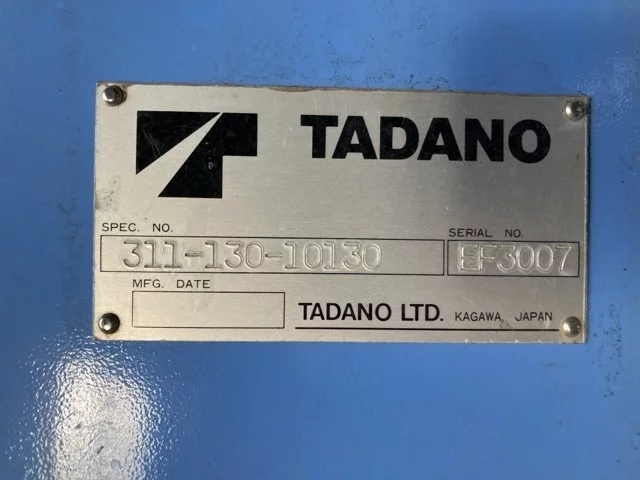 TADANO
SPEC. NO.
311-130-10130
SERIAL NO.
EF3007
MFG. DATE
TADANO LTD. KAGAWA, JAPAN